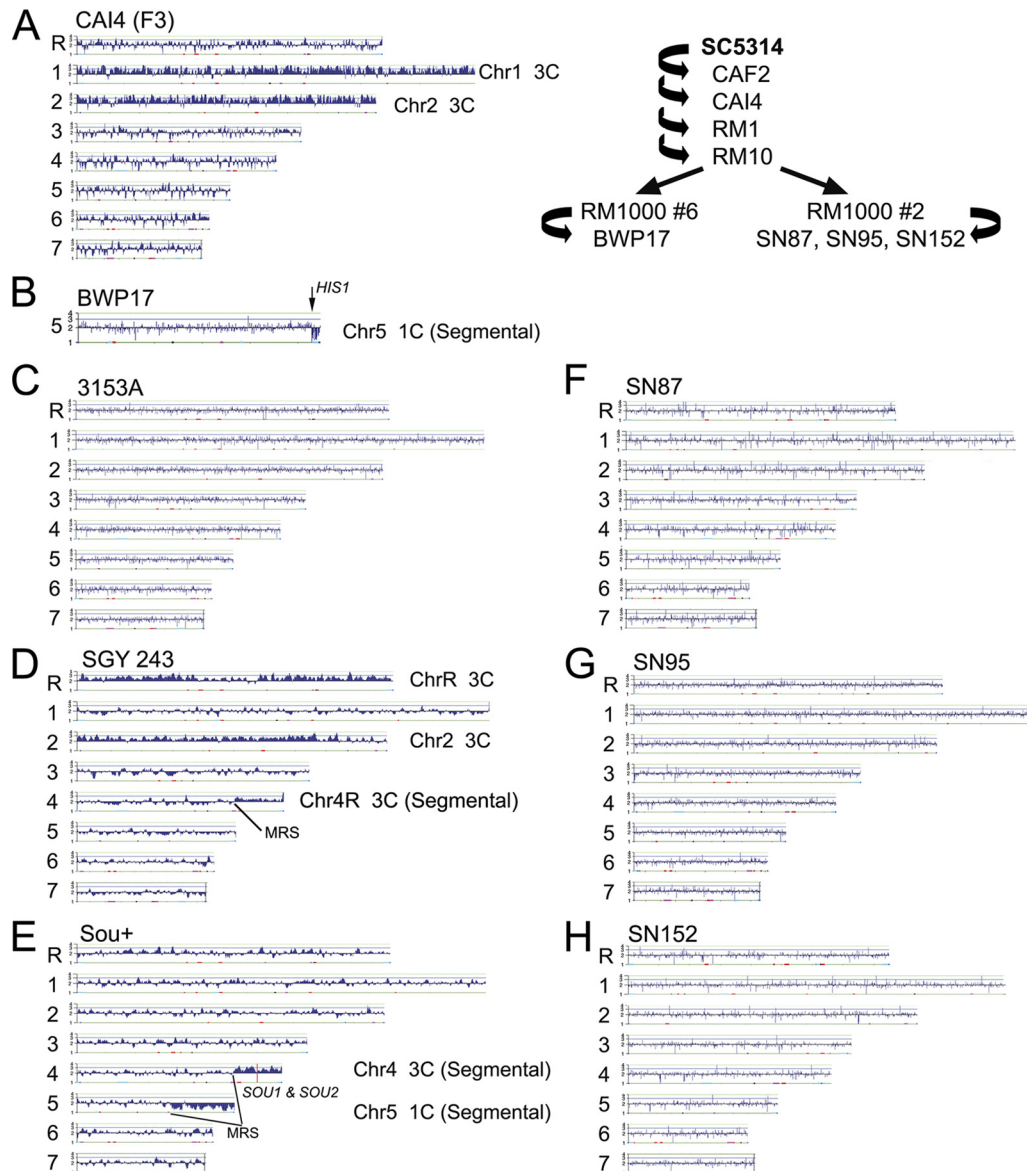 A
CAI4 (F3)
R
1
Chr1 3C
2
Chr2 3C
3
4
5
6
7
SC5314
CAF2
CAI4
RM1
RM10
RM1000 #6
BWP17
RM1000 #2
SN87, SN95, SN152
B
BWP17
HIS1
5
Chr5 1C (Segmental)
C
3153A
R
1
2
3
4
5
6
7
D
SGY 243
R
ChrR 3C
1
2
Chr2 3C
3
4
Chr4R 3C (Segmental)
MRS
5
6
7
E
Sou+
R
1
2
3
4
Chr4 3C (Segmental)
SOU1 & SOU2
5
Chr5 1C (Segmental)
MRS
6
7
F
SN87
R
1
2
3
4
5
6
7
G
SN95
R
1
2
3
4
5
6
7
H
SN152
R
1
2
3
4
5
6
7